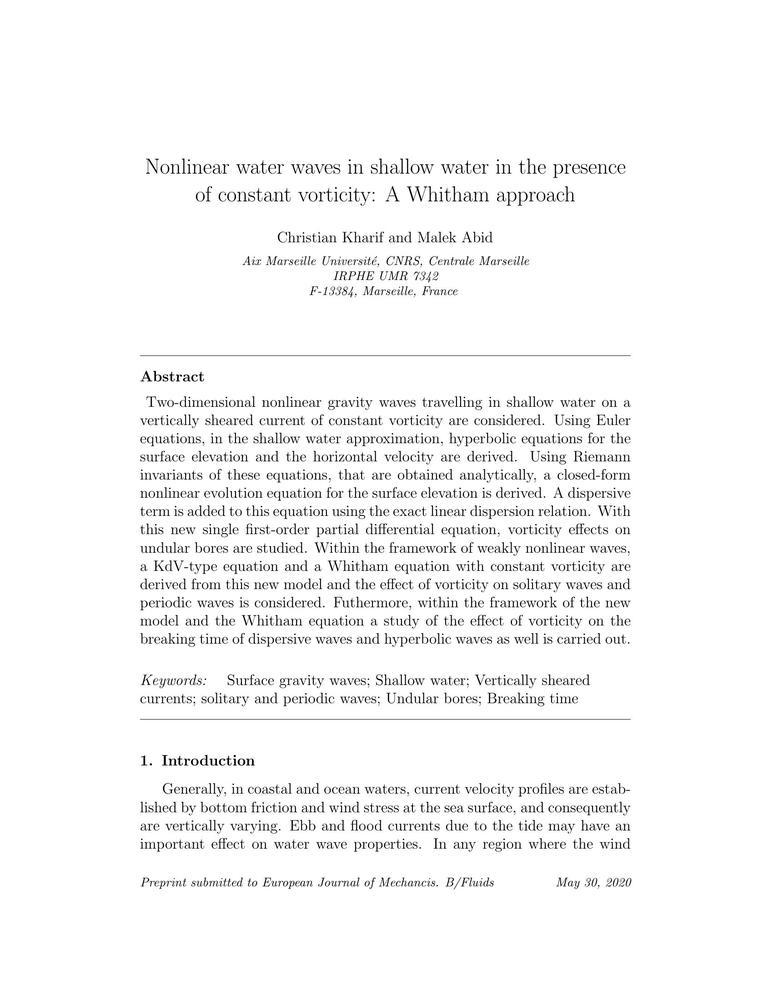 Nonlinear water waves in shallow water in the presence
of constant vorticity: A Whitham approach
Christian Kharif and Malek Abid
Aix Marseille Université, CNRS, Centrale Marseille
IRPHE UMR 7342
F-13384, Marseille, France
Abstract
Two-dimensional nonlinear gravity waves travelling in shallow water on a
vertically sheared current of constant vorticity are considered. Using Euler
equations, in the shallow water approximation, hyperbolic equations for the
surface elevation and the horizontal velocity are derived. Using Riemann
invariants of these equations, that are obtained analytically, a closed-form
nonlinear evolution equation for the surface elevation is derived. A dispersive
term is added to this equation using the exact linear dispersion relation. With
this new single first-order partial differential equation, vorticity effects on
undular bores are studied. Within the framework of weakly nonlinear waves,
a KdV-type equation and a Whitham equation with constant vorticity are
derived from this new model and the effect of vorticity on solitary waves and
periodic waves is considered. Futhermore, within the framework of the new
model and the Whitham equation a study of the effect of vorticity on the
breaking time of dispersive waves and hyperbolic waves as well is carried out.
Keywords: Surface gravity waves; Shallow water; Vertically sheared
currents; solitary and periodic waves; Undular bores; Breaking time
1. Introduction
Generally, in coastal and ocean waters, current velocity profiles are estab-
lished by bottom friction and wind stress at the sea surface, and consequently
are vertically varying. Ebb and flood currents due to the tide may have an
important effect on water wave properties. In any region where the wind
Preprint submitted to European Journal of Mechancis. B/Fluids May 30, 2020